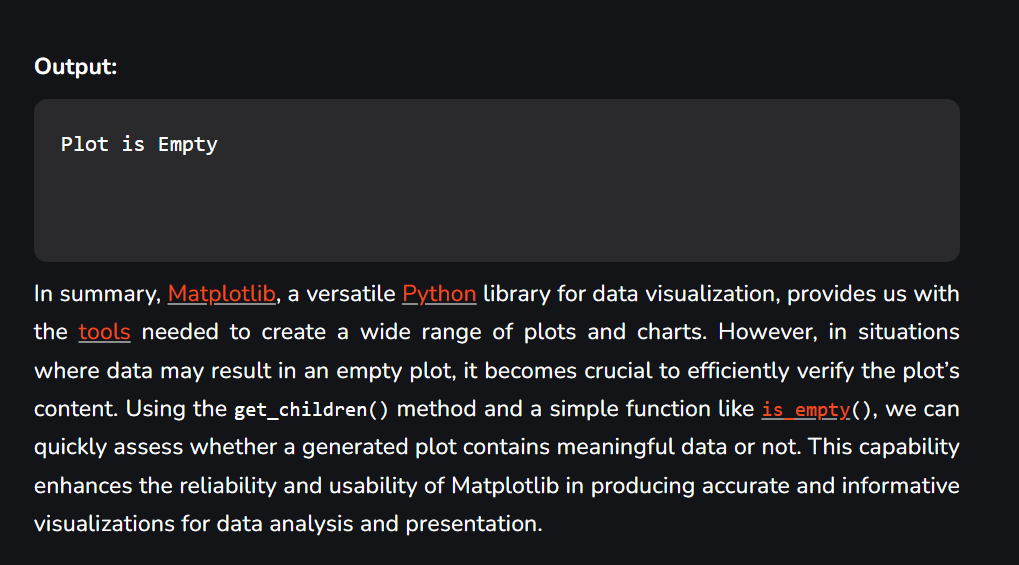 Output:
Plot is Empty
In summary, Matplotlib, a versatile Python library for data visualization, provides us with
the tools needed to create a wide range of plots and charts. However, in situations
where data may result in an empty plot, it becomes crucial to efficiently verify the plot’s
content. Using the get_children() method and a simple function like is_empty(), we can
quickly assess whether a generated plot contains meaningful data or not. This capability
enhances the reliability and usability of Matplotlib in producing accurate and informative
visualizations for data analysis and presentation.